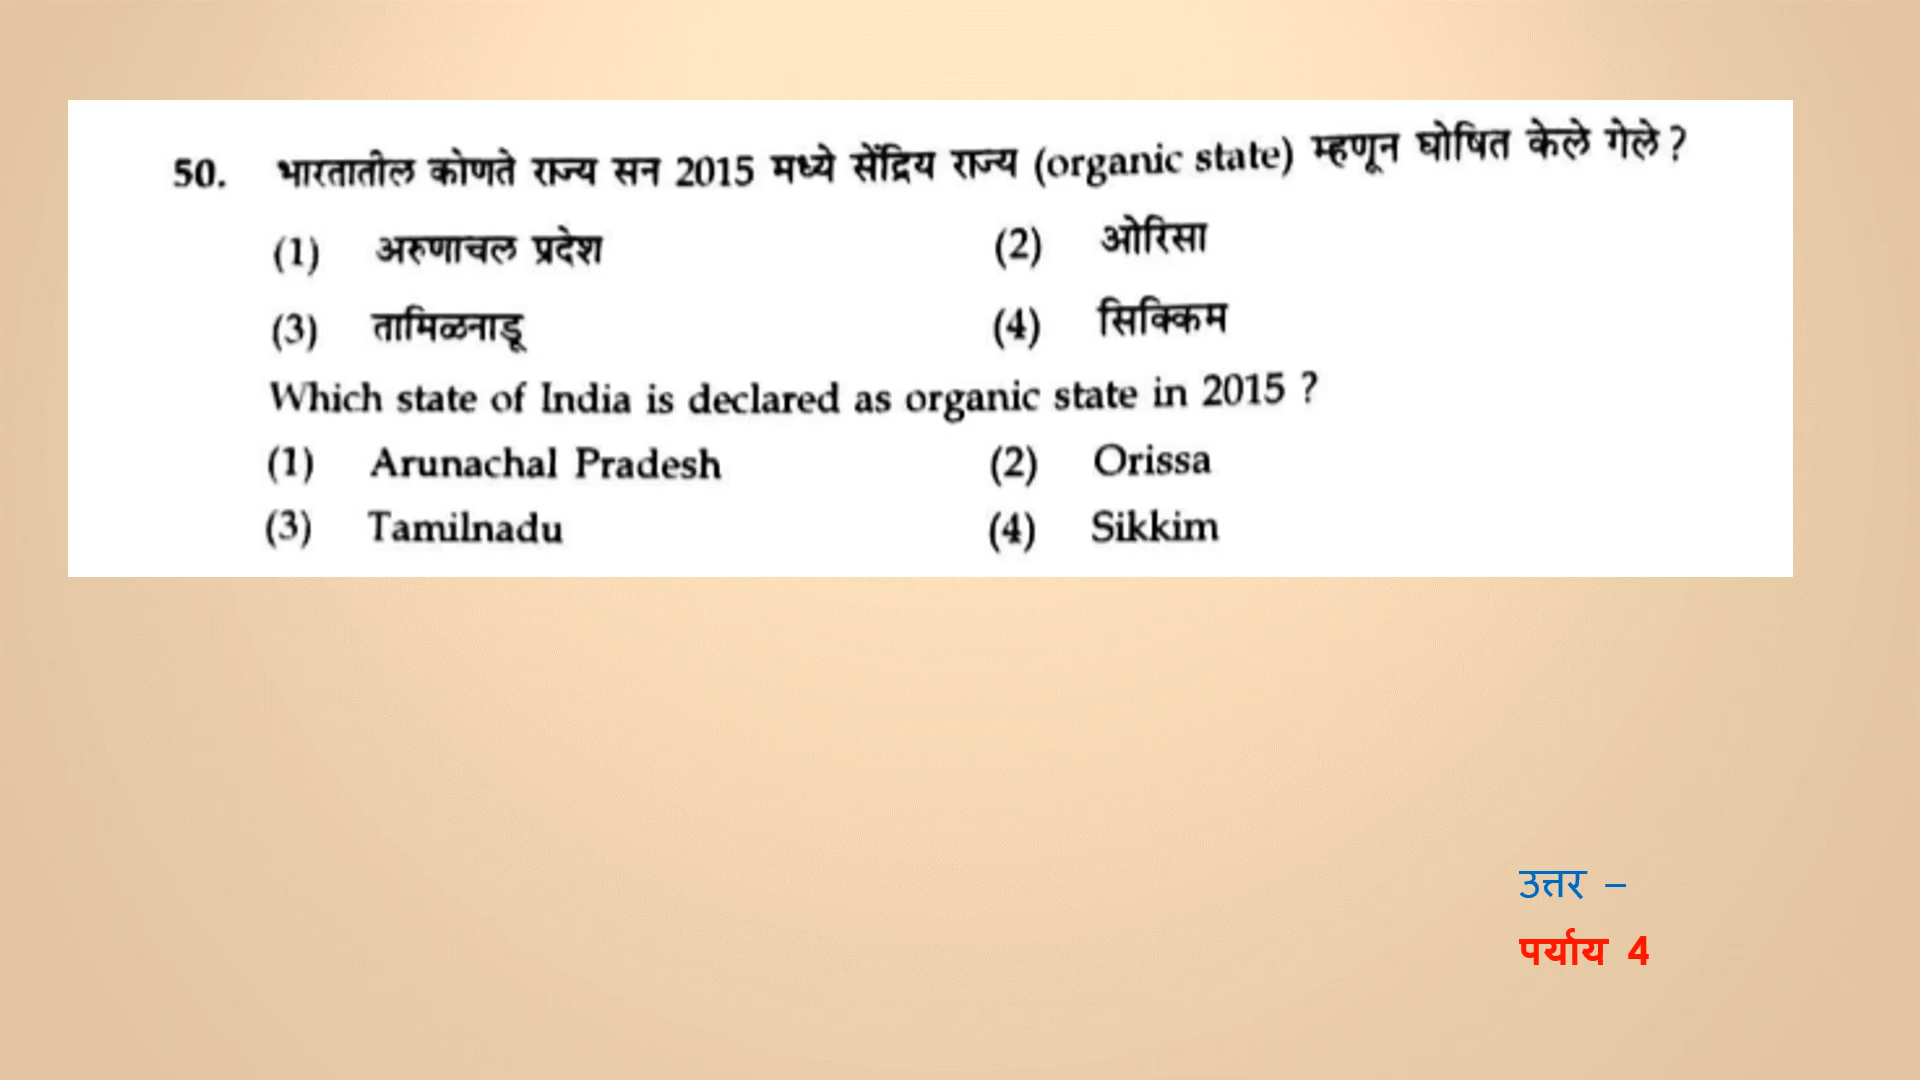 50. भारतातील कोणते राज्य सन 2015 मध्ये सेंद्रिय राज्य (organic state) म्हणून घोषित केले गेले ?
(1) अरुणाचल प्रदेश (2) ओरिसा
(3) तामिळनाडू (4) सिक्किम
Which state of India is declared as organic state in 2015 ?
(1) Arunachal Pradesh (2) Orissa
(3) Tamilnadu (4) Sikkim
उत्तर –
पर्याय 4